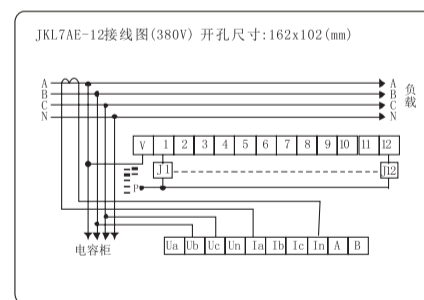 JKL7AE-12接线图(380V) 开孔尺寸:162x102(mm)
A A
B B 负
C C 载
N N
V 1 2 3 4 5 6 7 8 9 10 11 12
J1 J12
P
电容柜
Ua Ub Uc Un Ia Ib Ic In A B